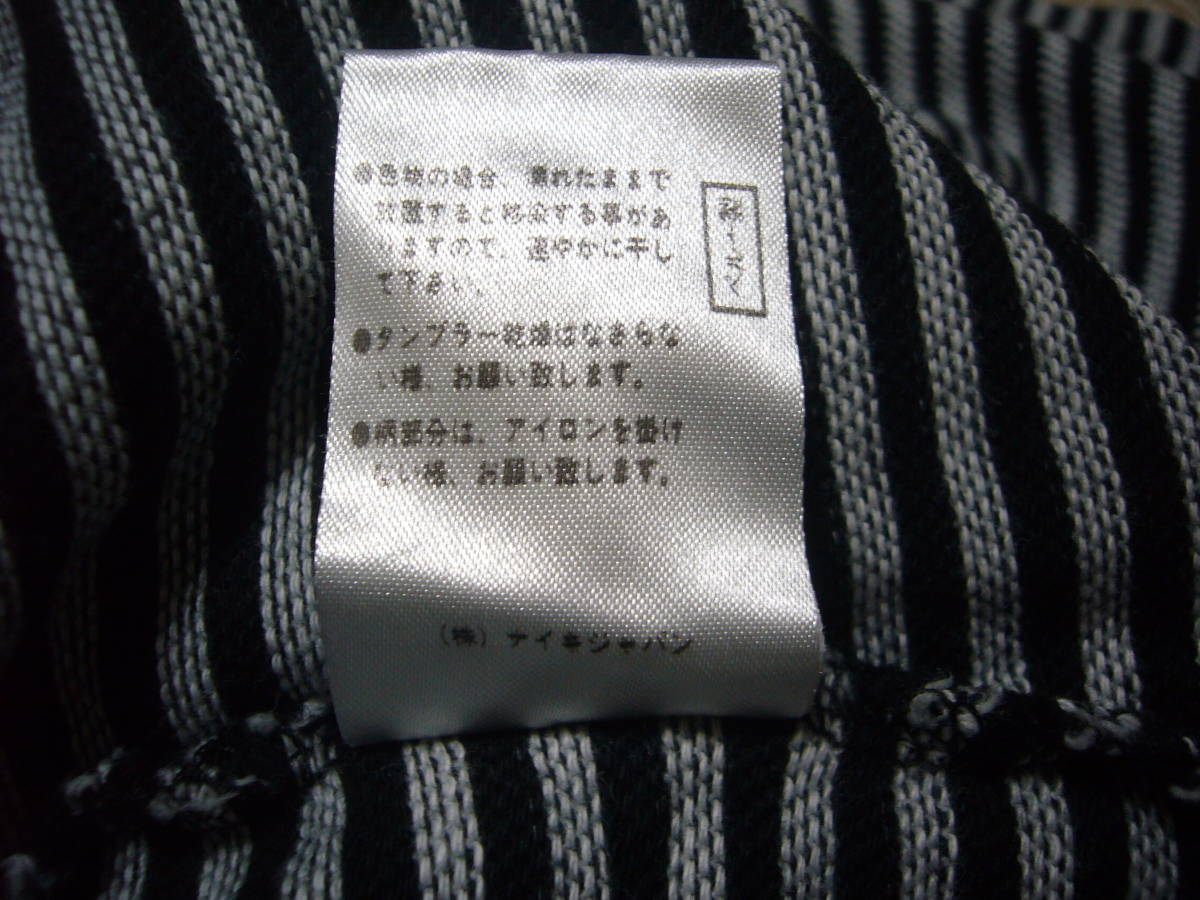 ●色物の場合、濡れたままで
放置すると移染する事があ
りますので、速やかに干し
て下さい。
●タンブラー乾燥はなさらな
い様、お願い致します。
●柄部分は、アイロンを掛け
ない様、お願い致します。
(株)ナイキジャパン